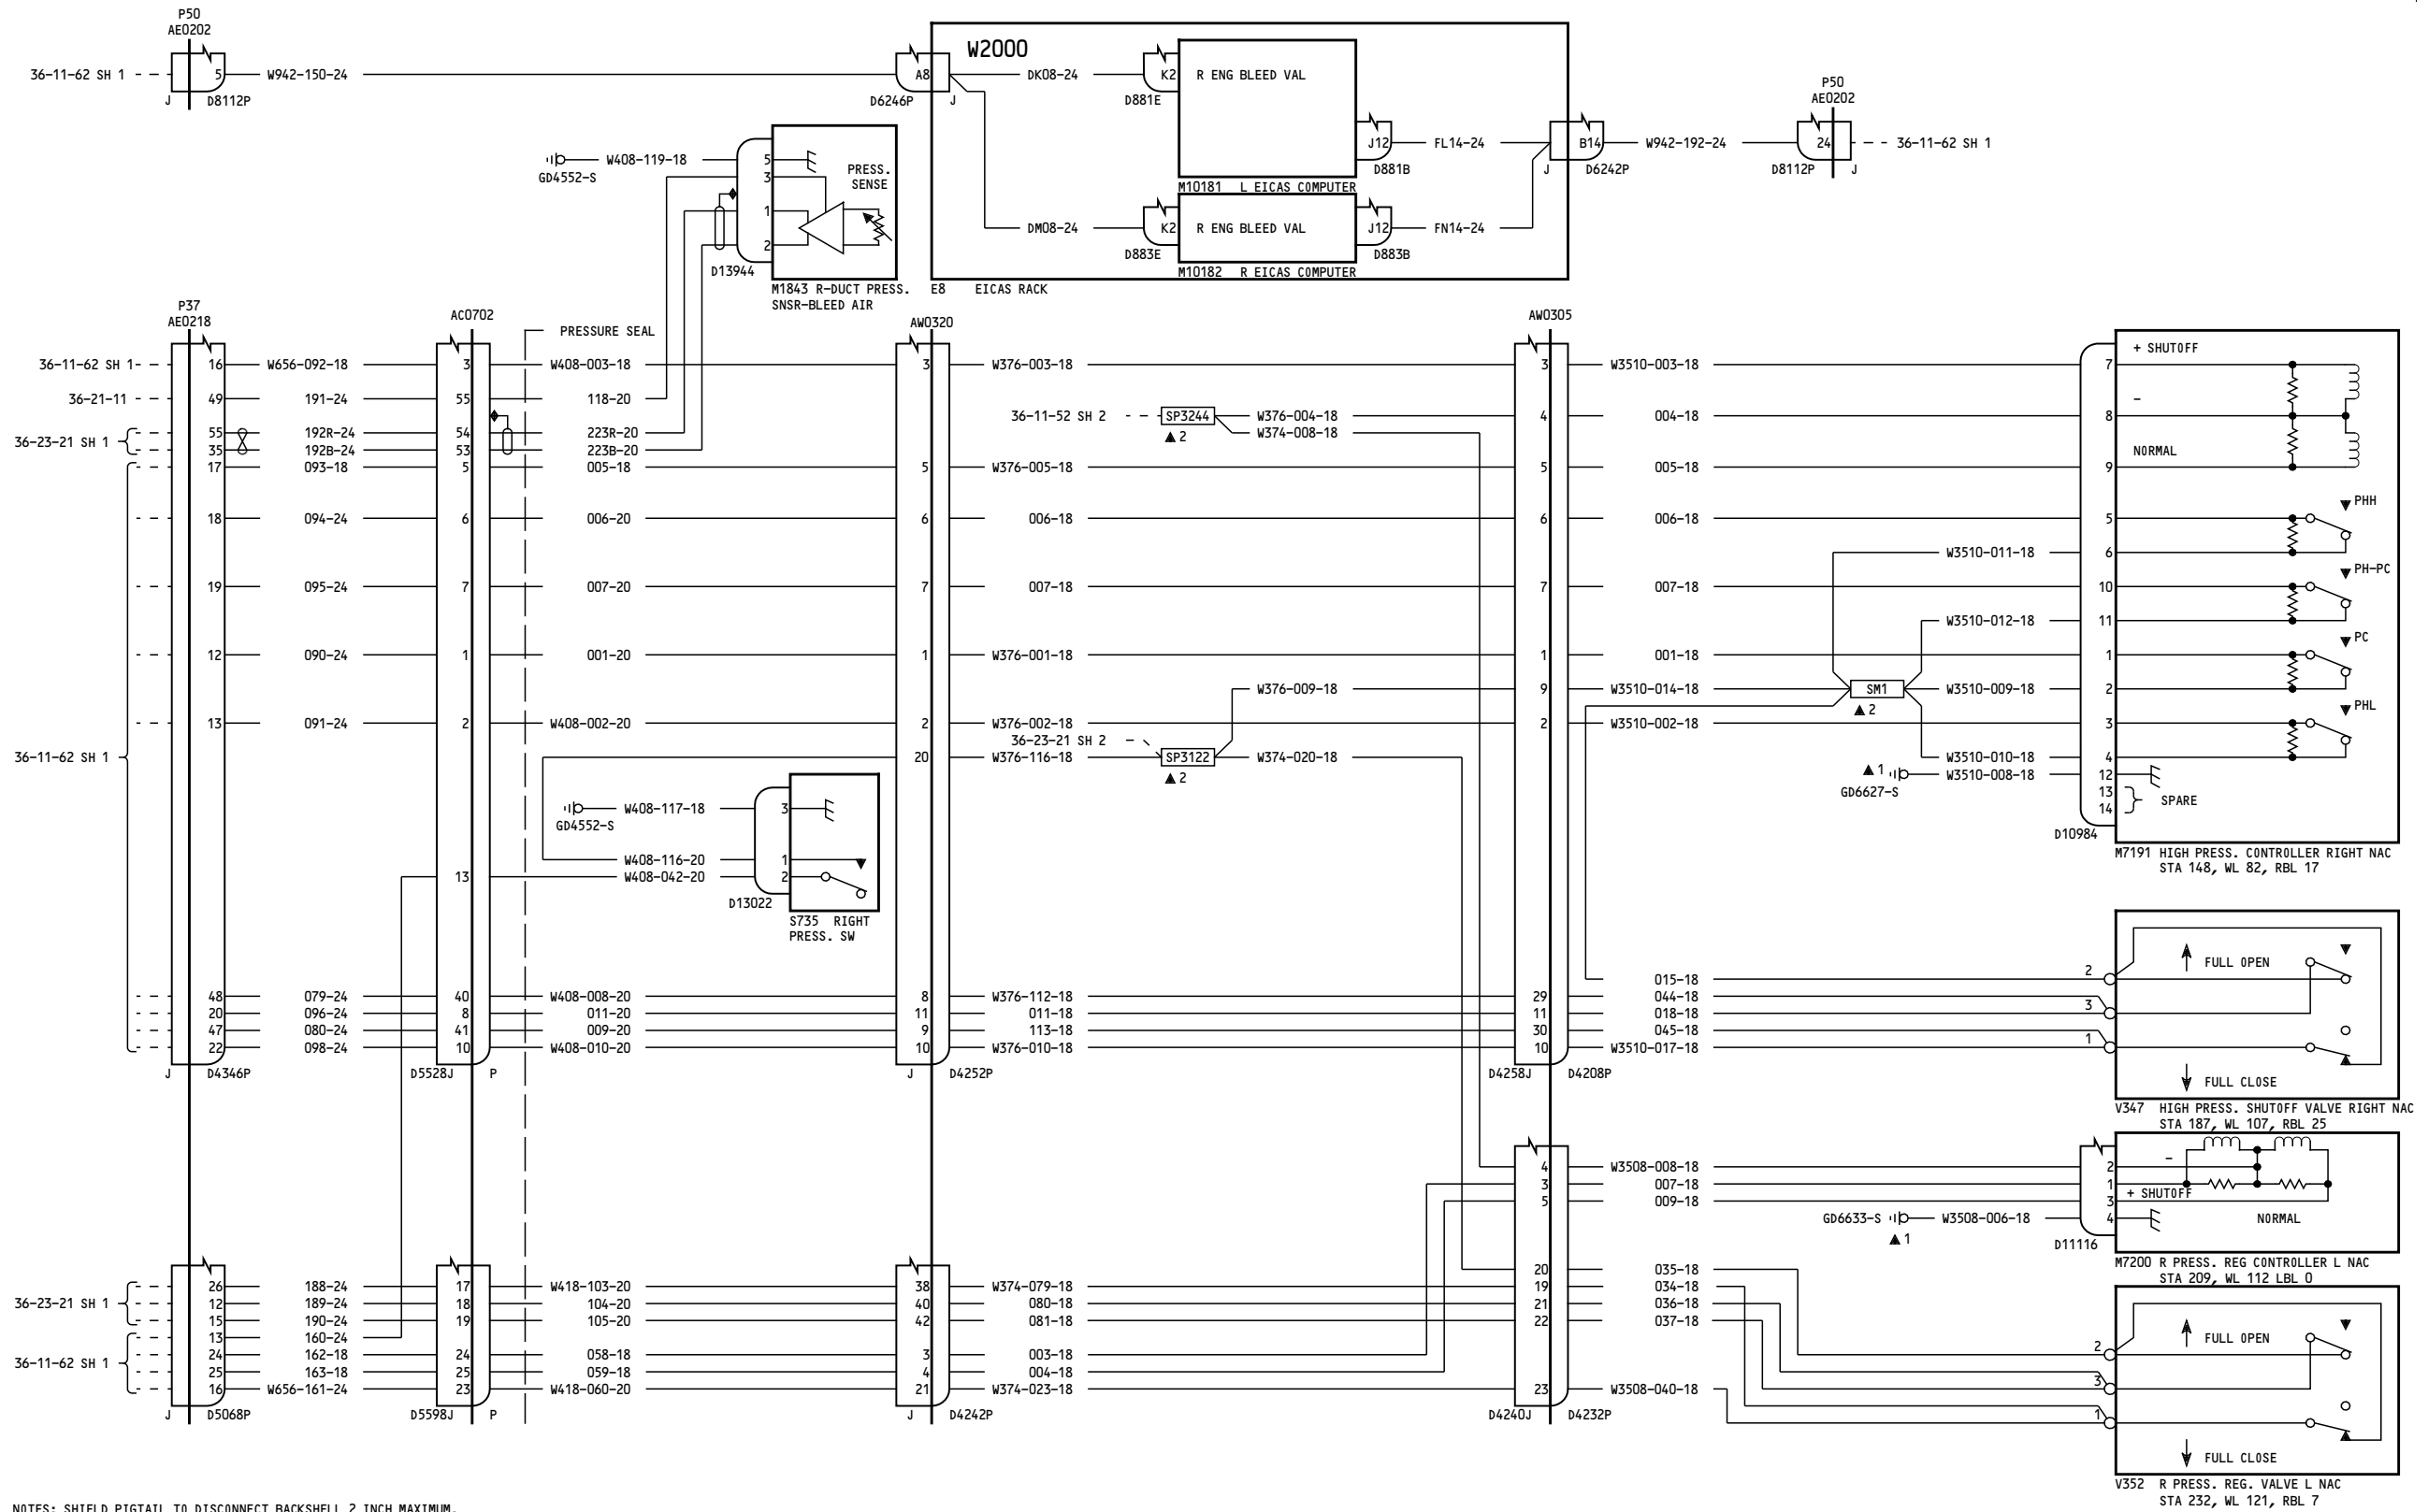 P50
AE0202
36-11-62 SH 1
5
W942-150-24
J
D8112P
A8
D6246P
J
W2000
DK08-24
K2
R ENG BLEED VAL
D881E
J12
D881B
FL14-24
M10181 L EICAS COMPUTER
DM08-24
K2
R ENG BLEED VAL
D883E
J12
D883B
FN14-24
M10182 R EICAS COMPUTER
E8 EICAS RACK
B14
J
D6242P
W942-192-24
P50
AE0202
24
D8112P
J
36-11-62 SH 1
GD4552-S
W408-119-18
5
3
1
2
PRESS.
SENSE
D13944
M1843 R-DUCT PRESS.
SNSR-BLEED AIR
P37
AE0218
AC0702
PRESSURE SEAL
AW0320
AW0305
36-11-62 SH 1
16
W656-092-18
3
W408-003-18
3
W376-003-18
3
W3510-003-18
7
+ SHUTOFF
36-21-11
49
191-24
55
118-20
36-11-52 SH 2
SP3244
2
W376-004-18
W374-008-18
4
004-18
8
–
36-23-21 SH 1
55
192R-24
54
223R-20
35
192B-24
53
223B-20
NORMAL
17
093-18
5
005-18
5
W376-005-18
5
005-18
9
18
094-24
6
006-20
6
006-18
6
006-18
5
PHH
W3510-011-18
6
19
095-24
7
007-20
7
007-18
7
007-18
10
PH-PC
W3510-012-18
11
12
090-24
1
001-20
1
W376-001-18
1
001-18
1
PC
W376-009-18
9
W3510-014-18
SM1
2
W3510-009-18
2
13
091-24
2
W408-002-20
2
W376-002-18
2
W3510-002-18
3
PHL
36-23-21 SH 2
36-11-62 SH 1
20
W376-116-18
SP3122
2
W374-020-18
W3510-010-18
4
1
GD6627-S
W3510-008-18
12
13
14
SPARE
D10984
M7191 HIGH PRESS. CONTROLLER RIGHT NAC
STA 148, WL 82, RBL 17
GD4552-S
W408-117-18
3
W408-116-20
1
13
W408-042-20
2
D13022
S735 RIGHT
PRESS. SW
015-18
2
FULL OPEN
48
079-24
40
W408-008-20
8
W376-112-18
29
044-18
20
096-24
8
011-20
11
011-18
11
018-18
3
47
080-24
41
009-20
9
113-18
30
045-18
22
098-24
10
W408-010-20
10
W376-010-18
10
W3510-017-18
1
J
D4346P
D5528J
P
J
D4252P
D4258J
D4208P
FULL CLOSE
V347 HIGH PRESS. SHUTOFF VALVE RIGHT NAC
STA 187, WL 107, RBL 25
4
W3508-008-18
2
–
3
007-18
1
+ SHUTOFF
5
009-18
3
GD6633-S
1
W3508-006-18
4
NORMAL
D11116
M7200 R PRESS. REG CONTROLLER L NAC
STA 209, WL 112 LBL 0
20
035-18
36-23-21 SH 1
26
188-24
17
W418-103-20
38
W374-079-18
19
034-18
12
189-24
18
104-20
40
080-18
21
036-18
15
190-24
19
105-20
42
081-18
22
037-18
36-11-62 SH 1
13
160-24
24
162-18
24
058-18
3
003-18
25
163-18
25
059-18
4
004-18
16
W656-161-24
23
W418-060-20
21
W374-023-18
23
W3508-040-18
J
D5068P
D5598J
P
J
D4242P
D4240J
D4232P
2
3
1
FULL OPEN
FULL CLOSE
V352 R PRESS. REG. VALVE L NAC
STA 232, WL 121, RBL 7
NOTES: SHIELD PIGTAIL TO DISCONNECT BACKSHELL 2 INCH MAXIMUM.